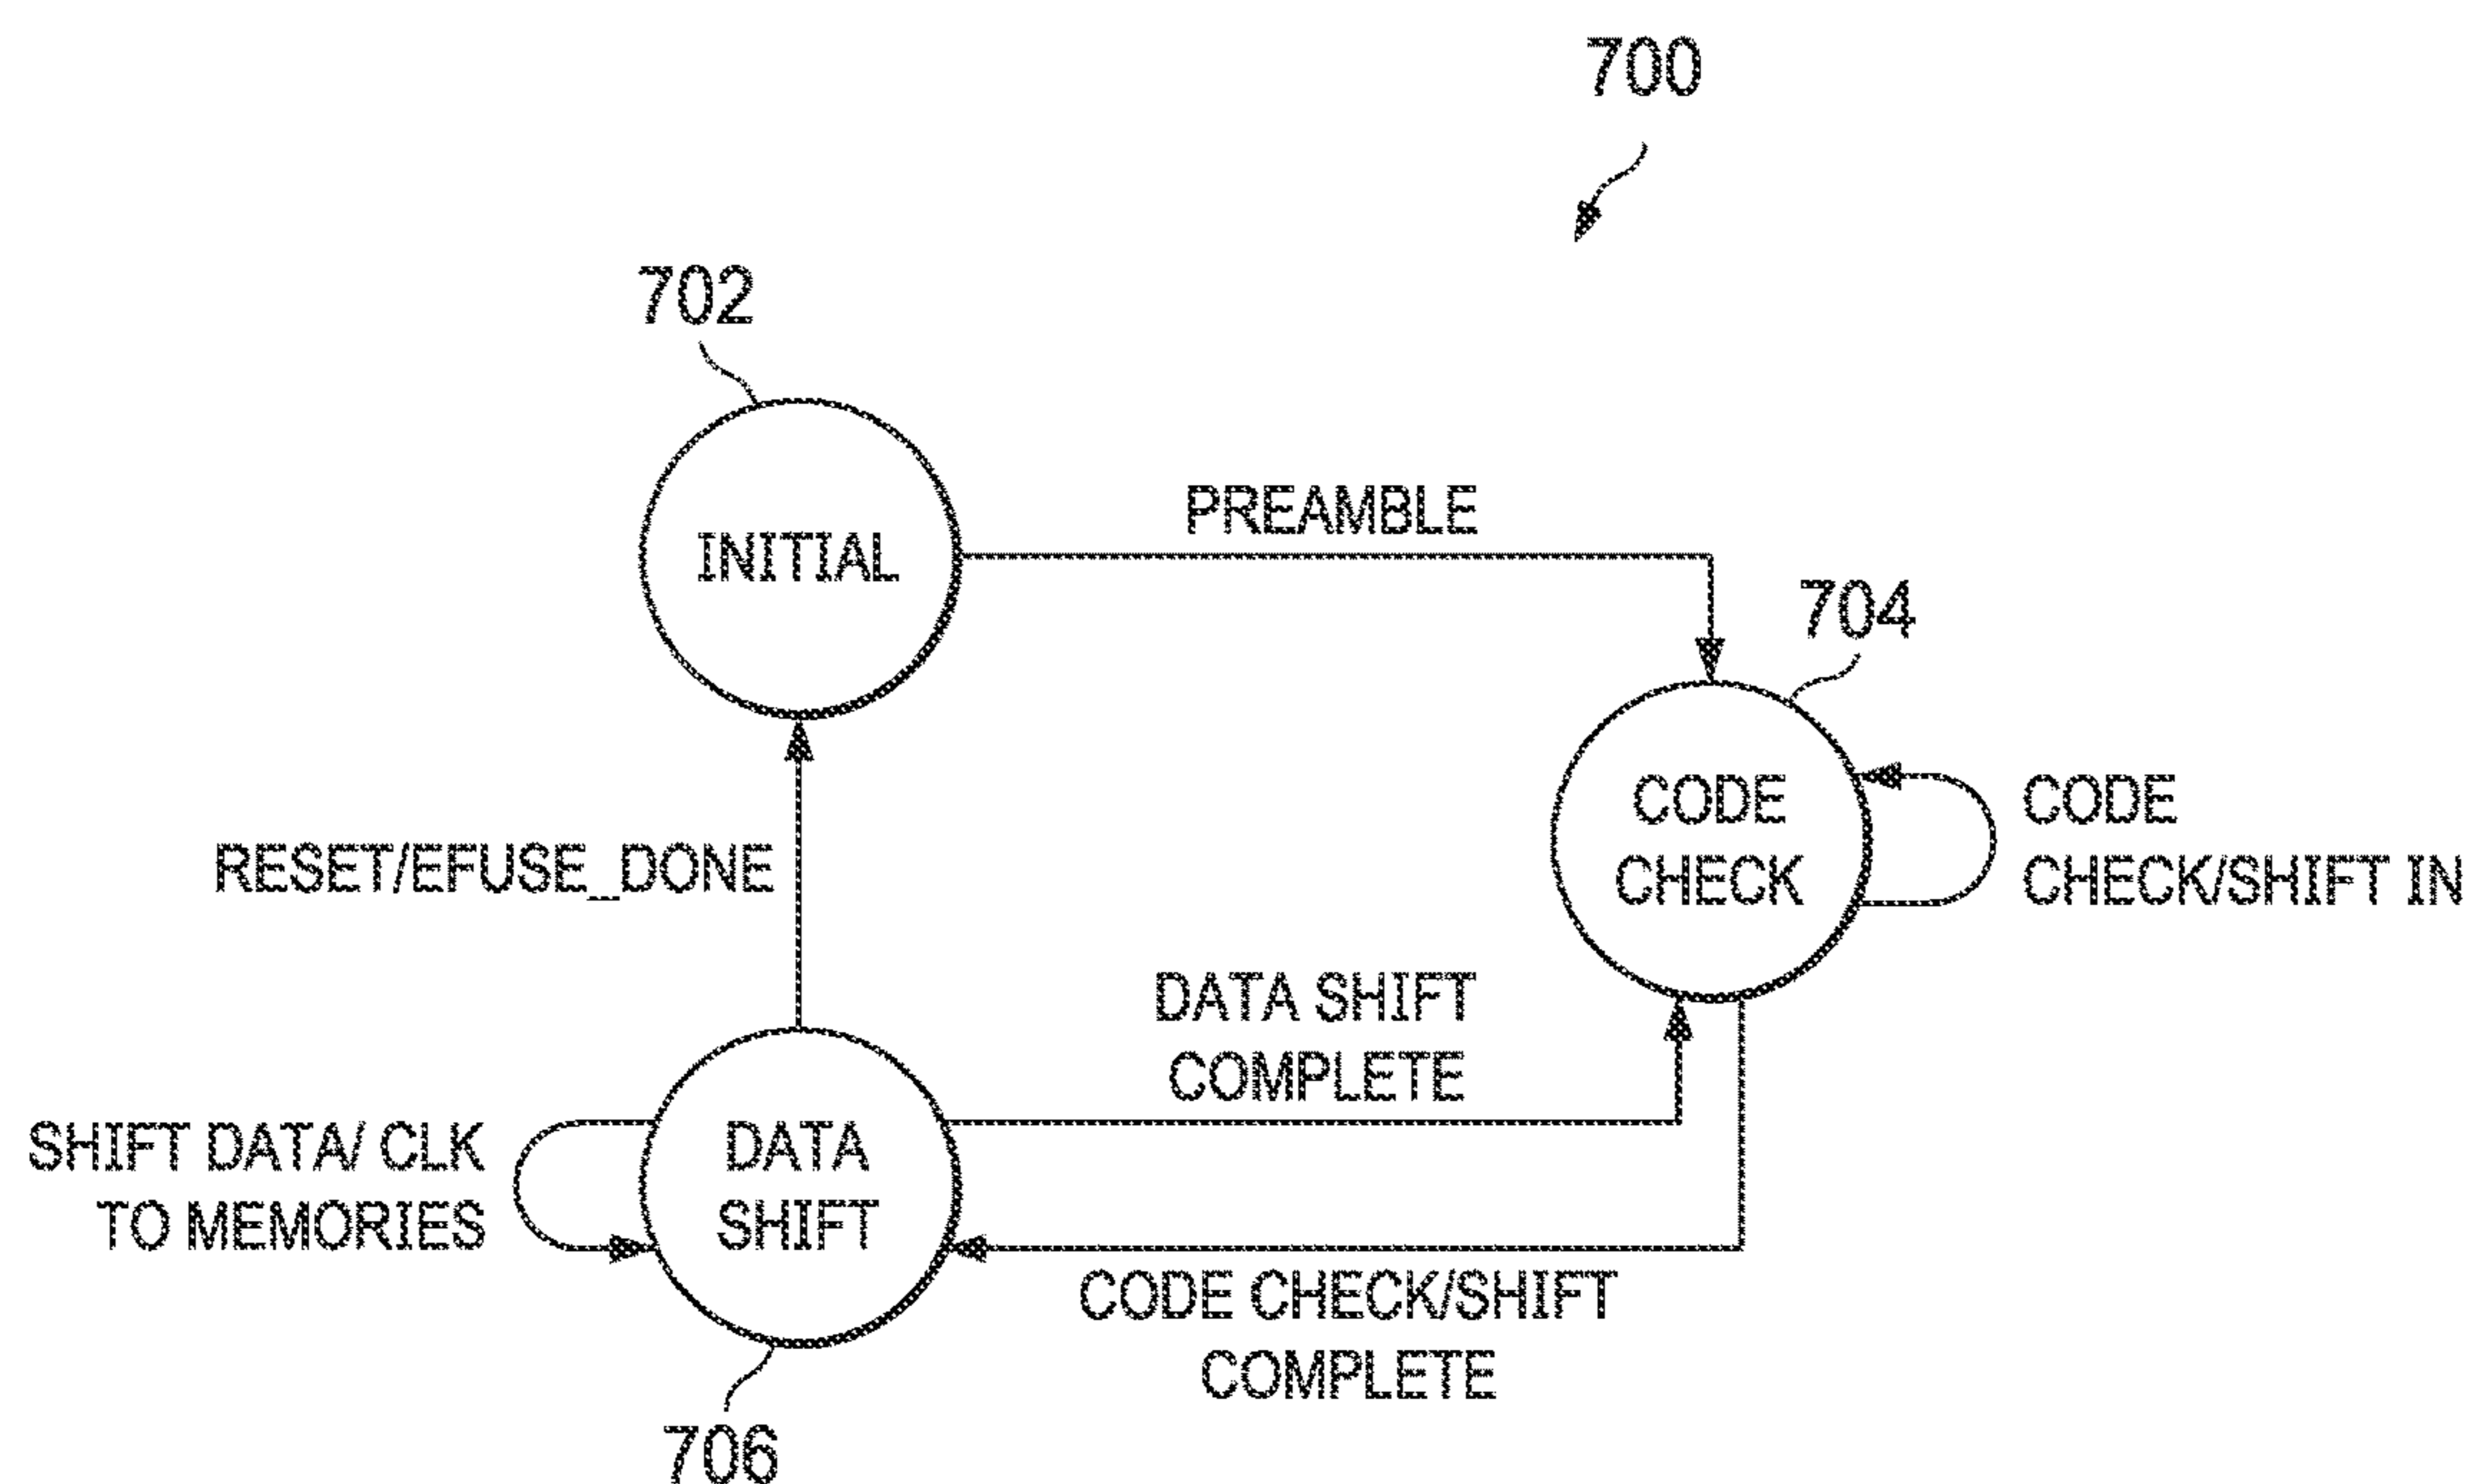 700
702
INITIAL
PREAMBLE
704
CODE
CHECK
CODE
CHECK/SHIFT IN
RESET/EFUSE_DONE
DATA SHIFT
COMPLETE
SHIFT DATA/ CLK
TO MEMORIES
DATA
SHIFT
CODE CHECK/SHIFT
COMPLETE
706